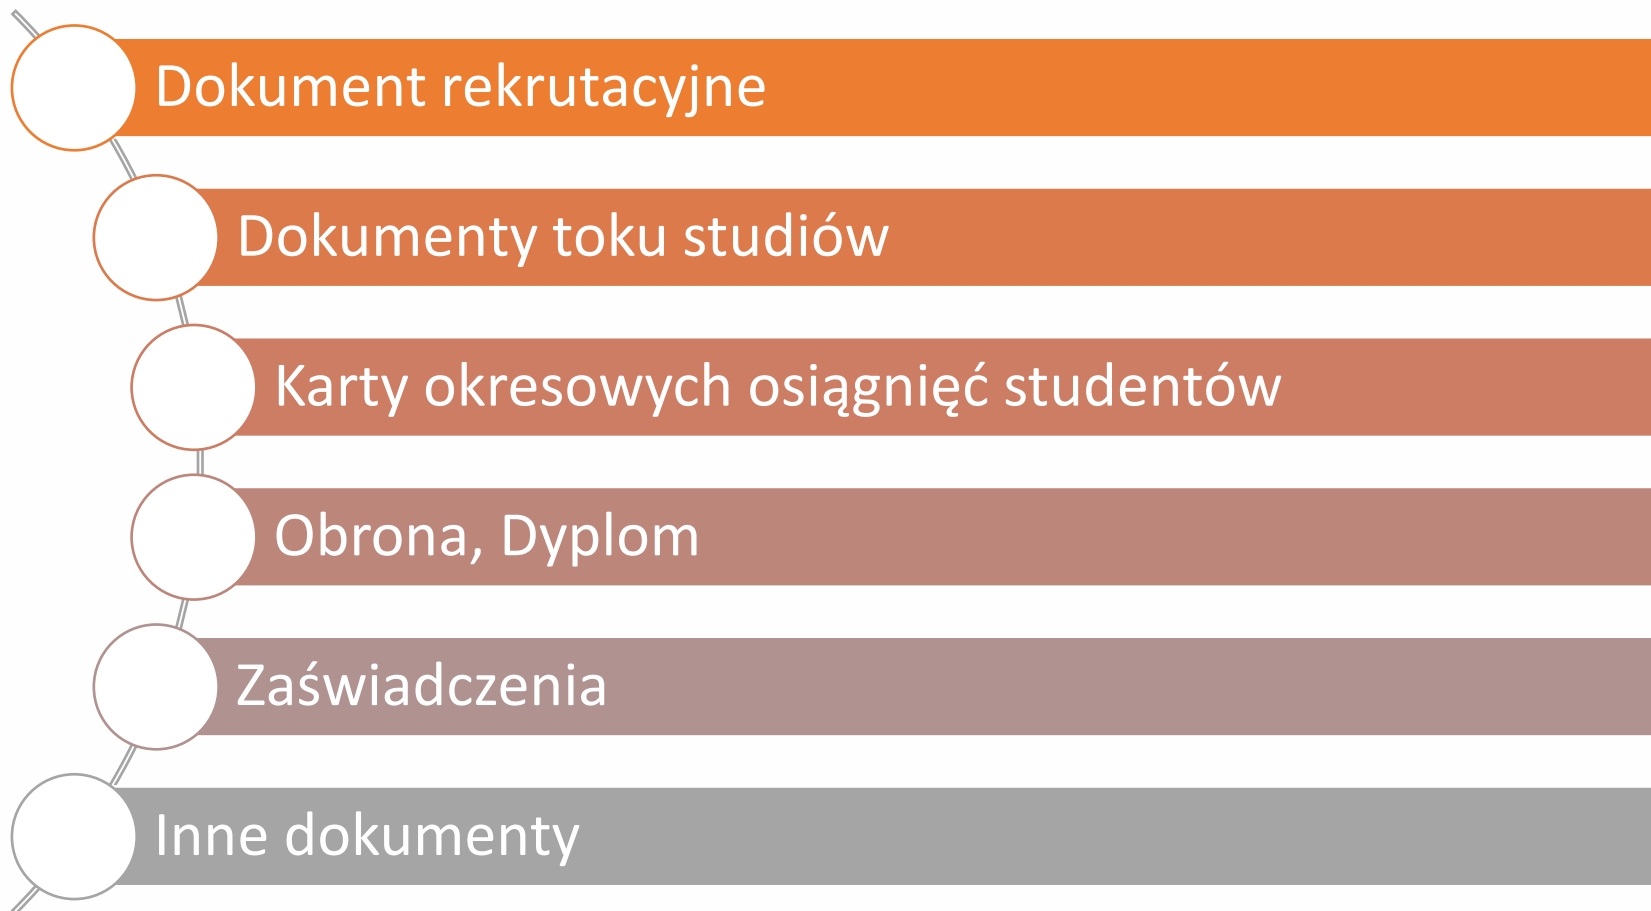 Dokument rekrutacyjne
Dokumenty toku studiów
Karty okresowych osiągnięć studentów
Obrona, Dyplom
Zaświadczenia
Inne dokumenty